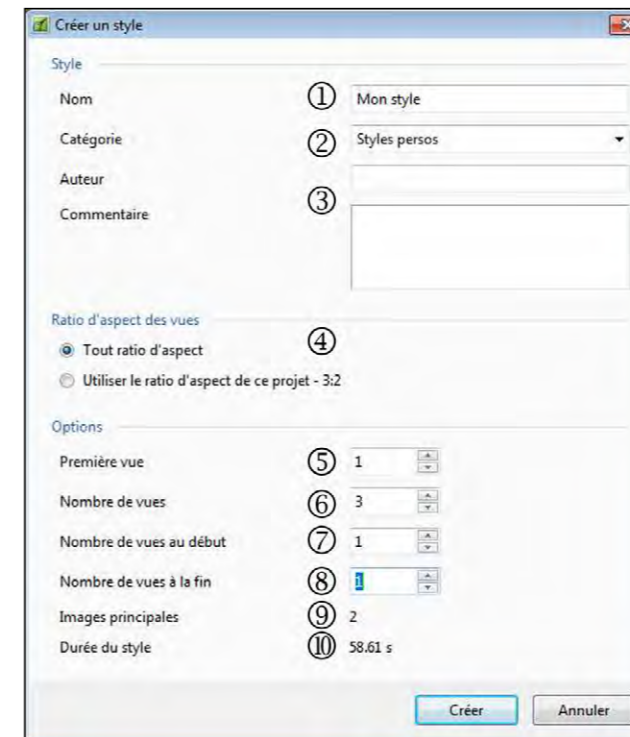 Créer un style
Style
Nom ① Mon style
Catégorie ② Styles persos
Auteur
③
Commentaire
Ratio d'aspect des vues
④
Tout ratio d'aspect
Utiliser le ratio d'aspect de ce projet - 3:2
Options
Première vue ⑤ 1
Nombre de vues ⑥ 3
Nombre de vues au début ⑦ 1
Nombre de vues à la fin ⑧ 1
Images principales ⑨ 2
Durée du style ⑩ 58.61 s
Créer Annuler